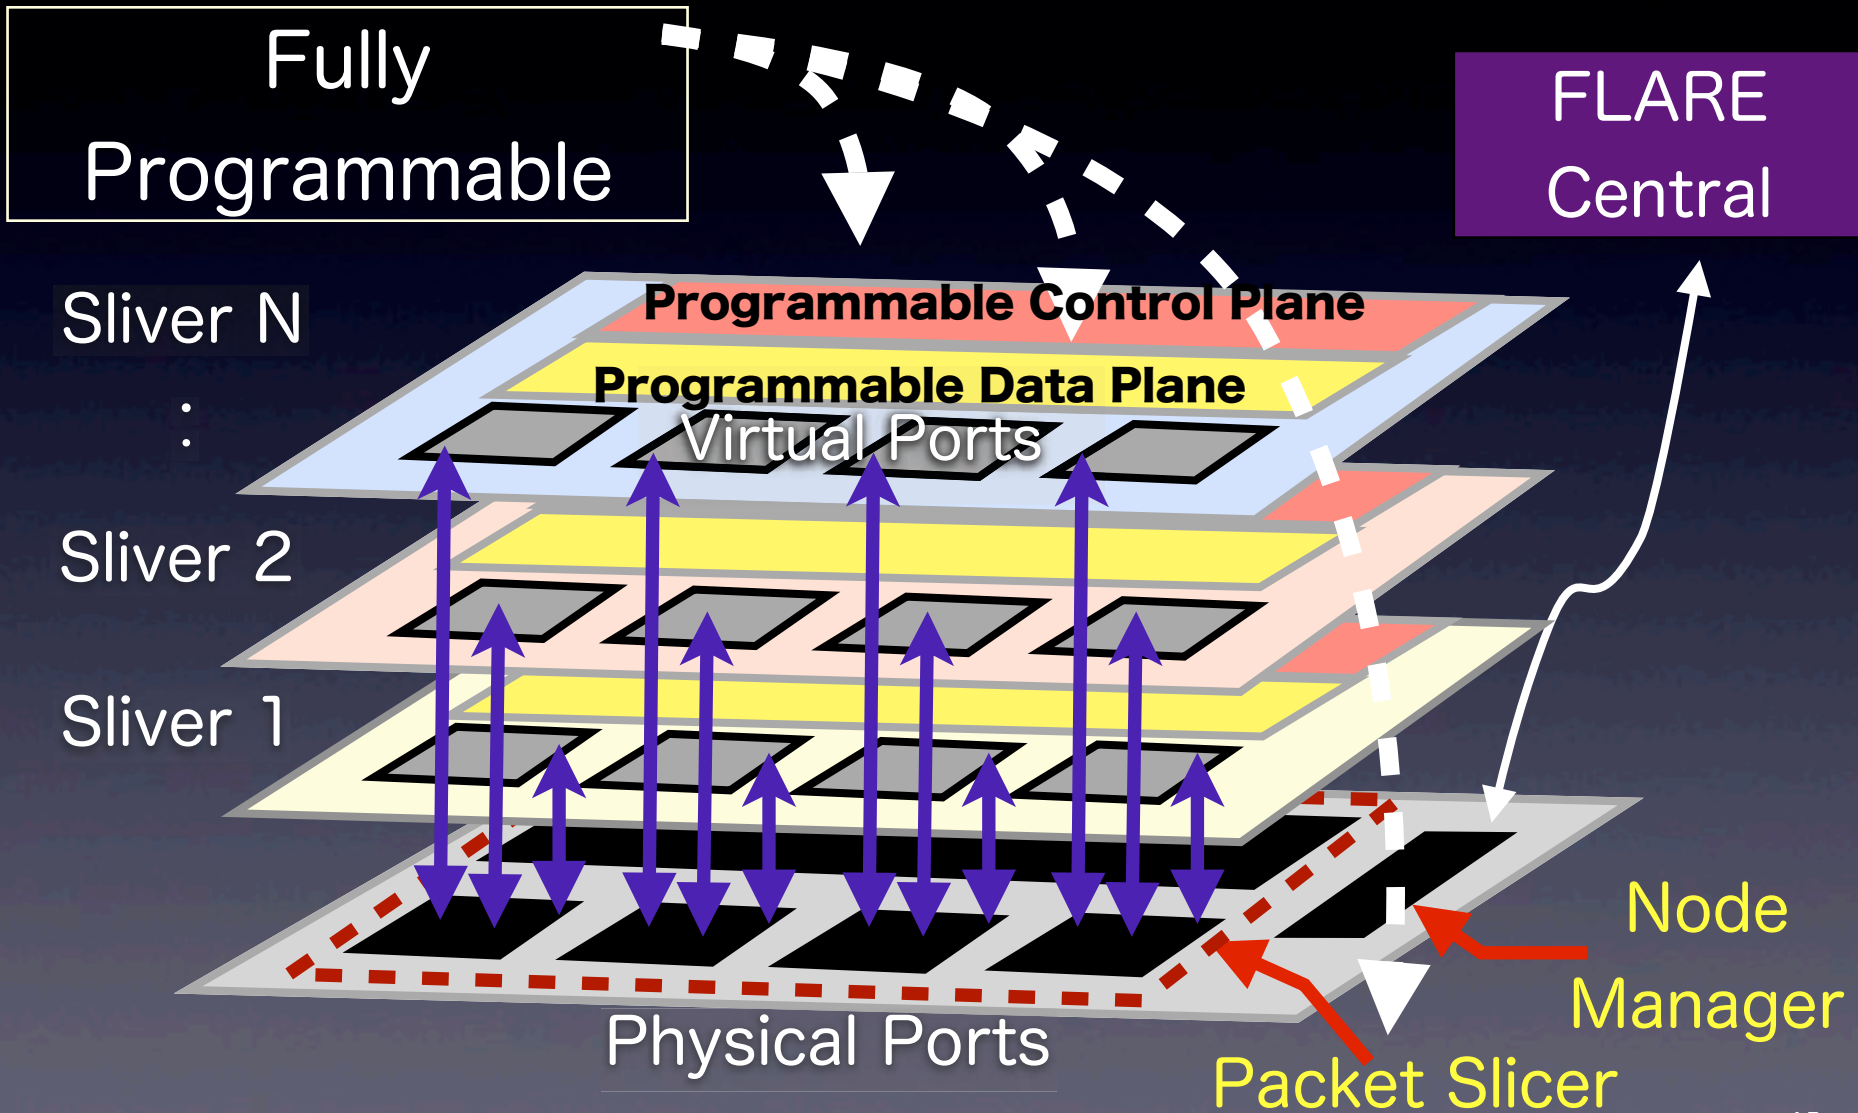 Fully
Programmable
FLARE
Central
Sliver N
:
Programmable Control Plane
Programmable Data Plane
Virtual Ports
Sliver 2
Sliver 1
Node
Manager
Physical Ports
Packet Slicer